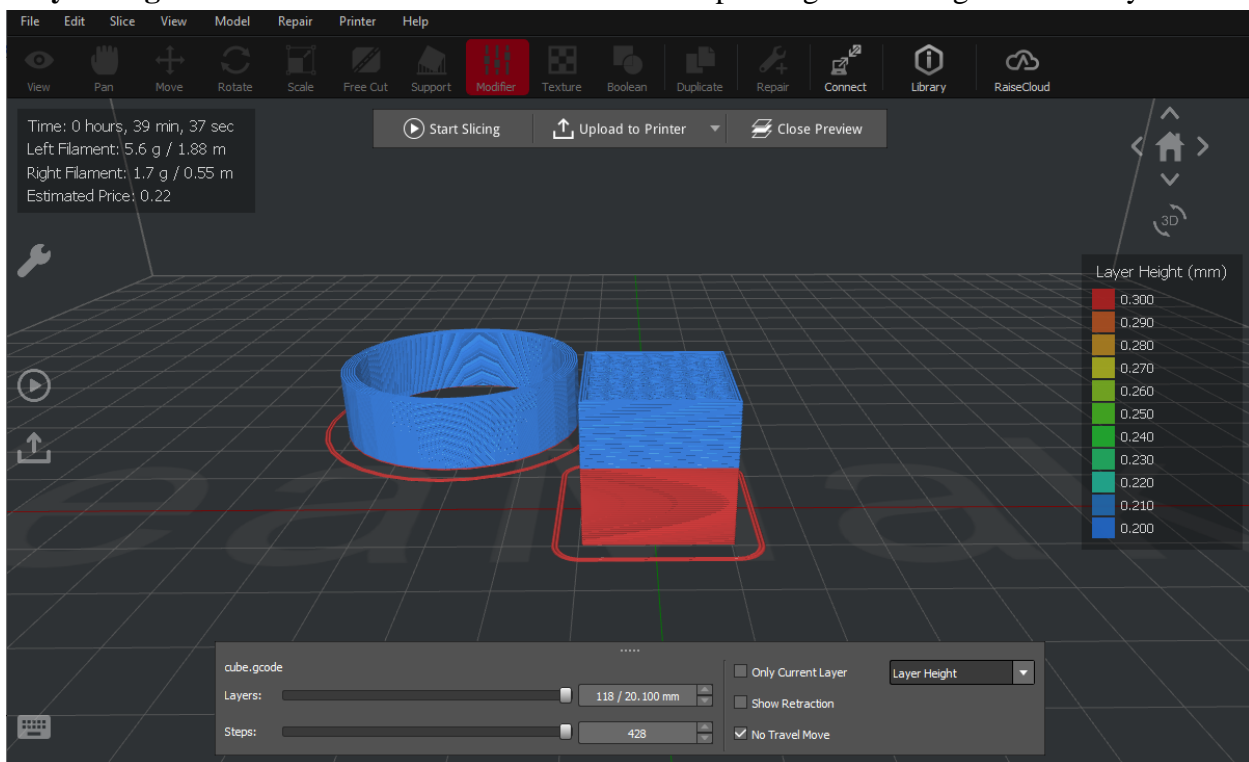 File Edit Slice View Model Repair Printer Help
View Pan Move Rotate Scale Free Cut Support Modifier Texture Boolean Duplicate Repair Connect Library RaiseCloud
Time: 0 hours, 39 min, 37 sec
Left Filament: 5.6 g / 1.88 m
Right Filament: 1.7 g / 0.55 m
Estimated Price: 0.22
Start Slicing Upload to Printer Close Preview
3D
Layer Height (mm)
0.300
0.290
0.280
0.270
0.260
0.250
0.240
0.230
0.220
0.210
0.200
cube.gcode
Layers: 118 / 20.100 mm
Steps: 428
Only Current Layer
Show Retraction
No Travel Move
Layer Height